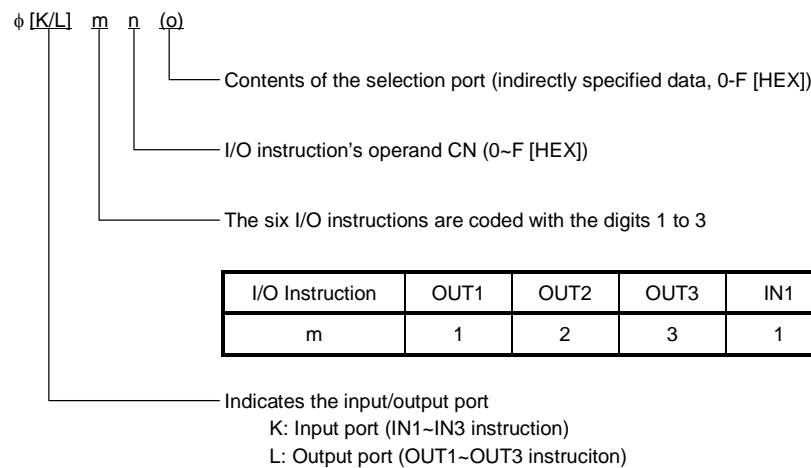 ϕ [K/L] m n (o)
Contents of the selection port (indirectly specified data, 0-F [HEX])
I/O instruction's operand CN (0~F [HEX])
The six I/O instructions are coded with the digits 1 to 3
I/O Instruction OUT1 OUT2 OUT3 IN1
m 1 2 3 1
Indicates the input/output port
K: Input port (IN1~IN3 instruction)
L: Output port (OUT1~OUT3 instruciton)